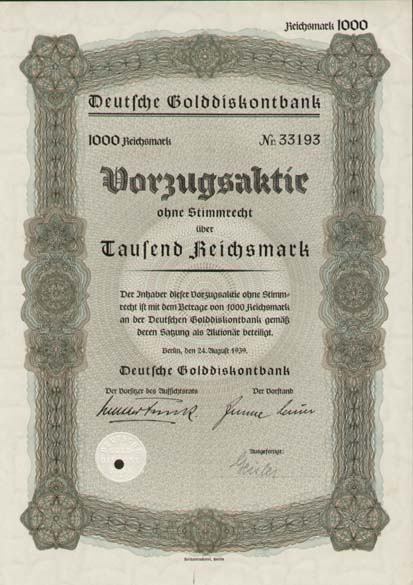 Reichsmark 1000
Deutsche Golddiskontbank
1000 Reichsmark Nr. 33193
Vorzugsaktie
ohne Stimmrecht
über
Tausend Reichsmark
Der Inhaber dieser Vorzugsaktie ohne Stimm-
recht ist mit dem Betrage von 1000 Reichsmark
an der Deutschen Golddiskontbank gemäß
deren Satzung als Aktionär beteiligt.
Berlin, den 24. August 1939.
Deutsche Golddiskontbank
Der Vorsitzer des Aufsichtsrats Der Vorstand
Ausgefertigt:
Reichsdruckerei, Berlin